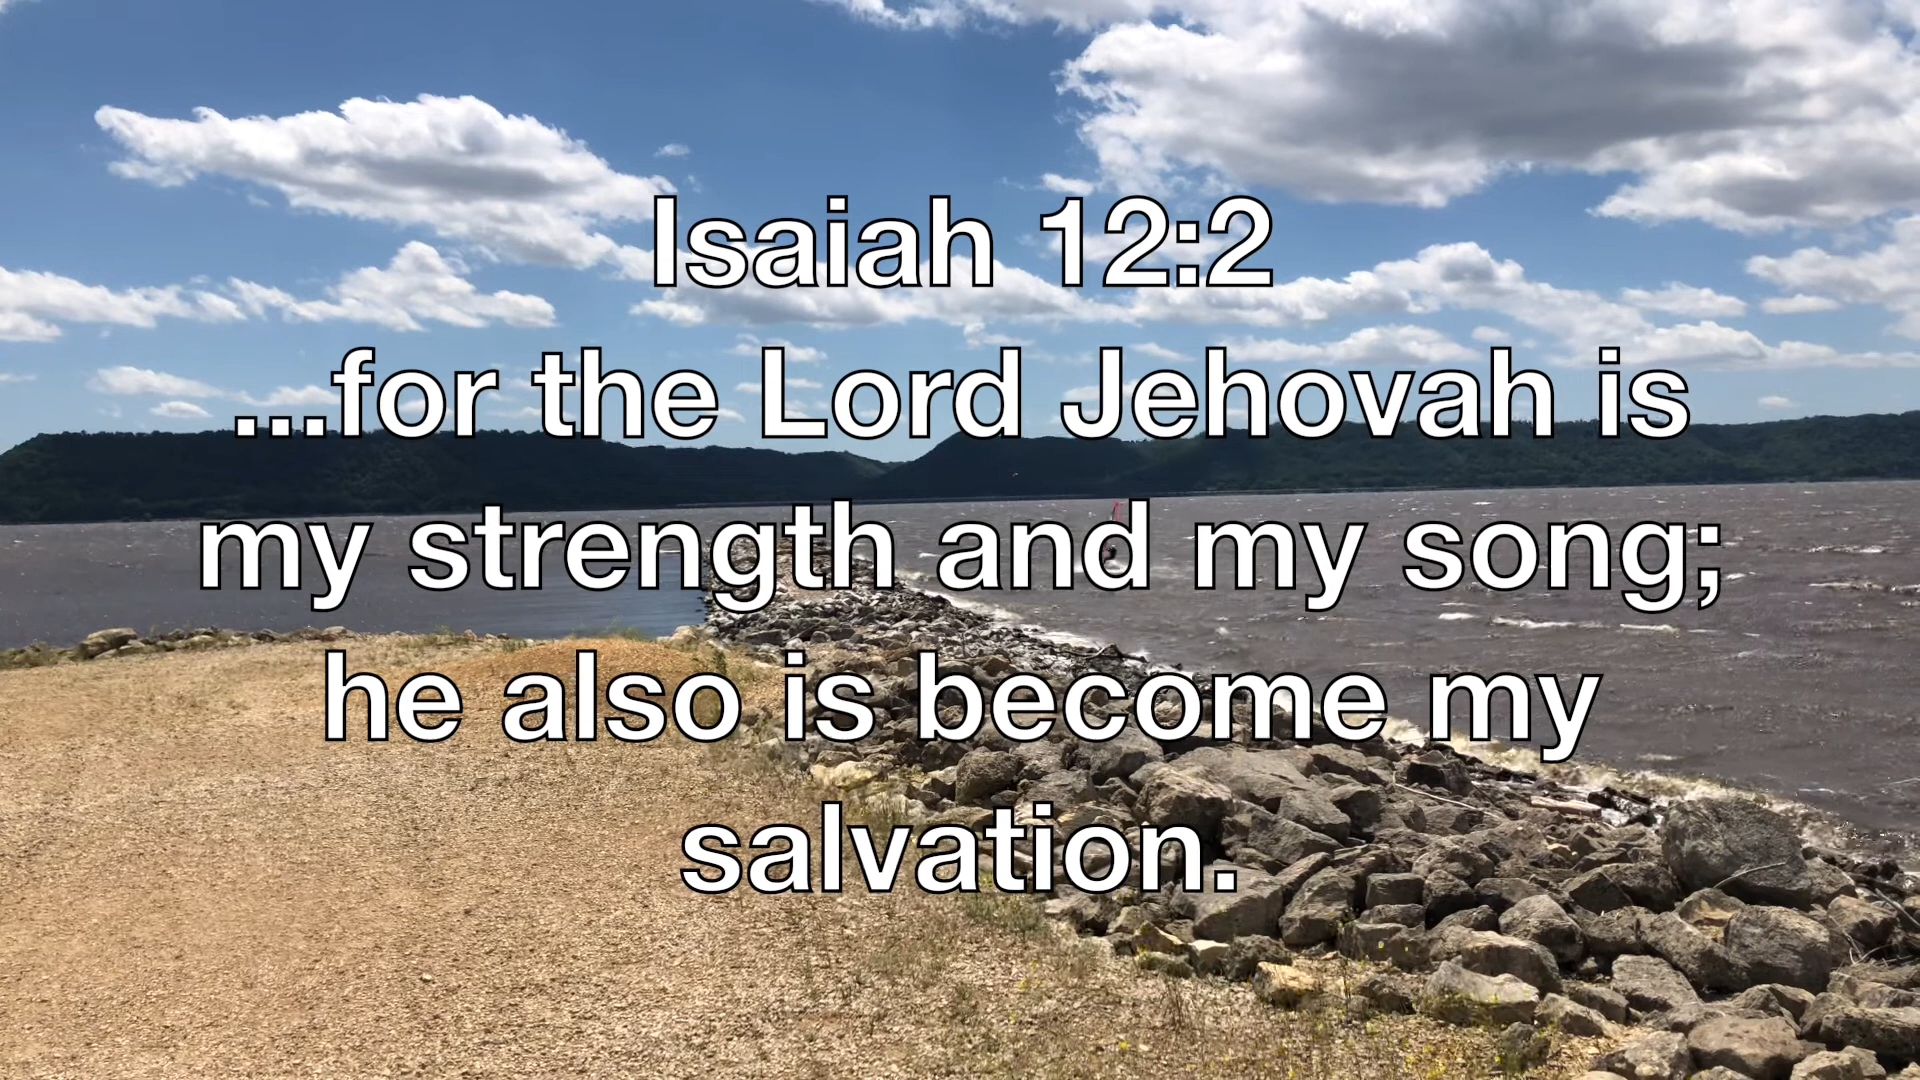 Isaiah 12:2
...for the Lord Jehovah is
my strength and my song;
he also is become my
salvation.